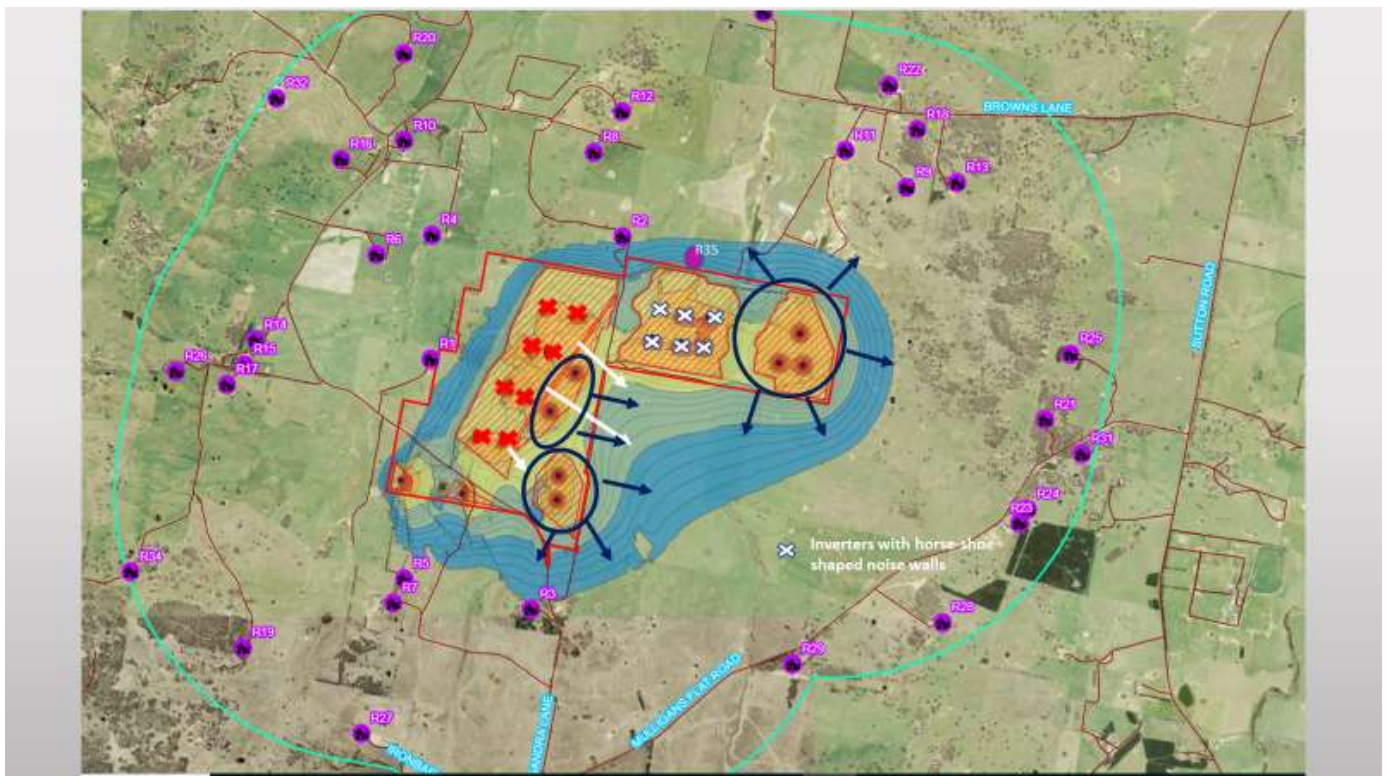 R20
R22
R32
R12
BROWNS LANE
R18
R10
R11
R8
R16
R13
R9
R4
R2
R6
R35
SUTTON ROAD
R14
R25
R1
R15
R26
R17
R21
R31
R24
R23
Inverters with horse-shoe
shaped noise walls
R34
R5
R7
R3
R28
R19
R29
MULLIGANS FLAT ROAD
R27